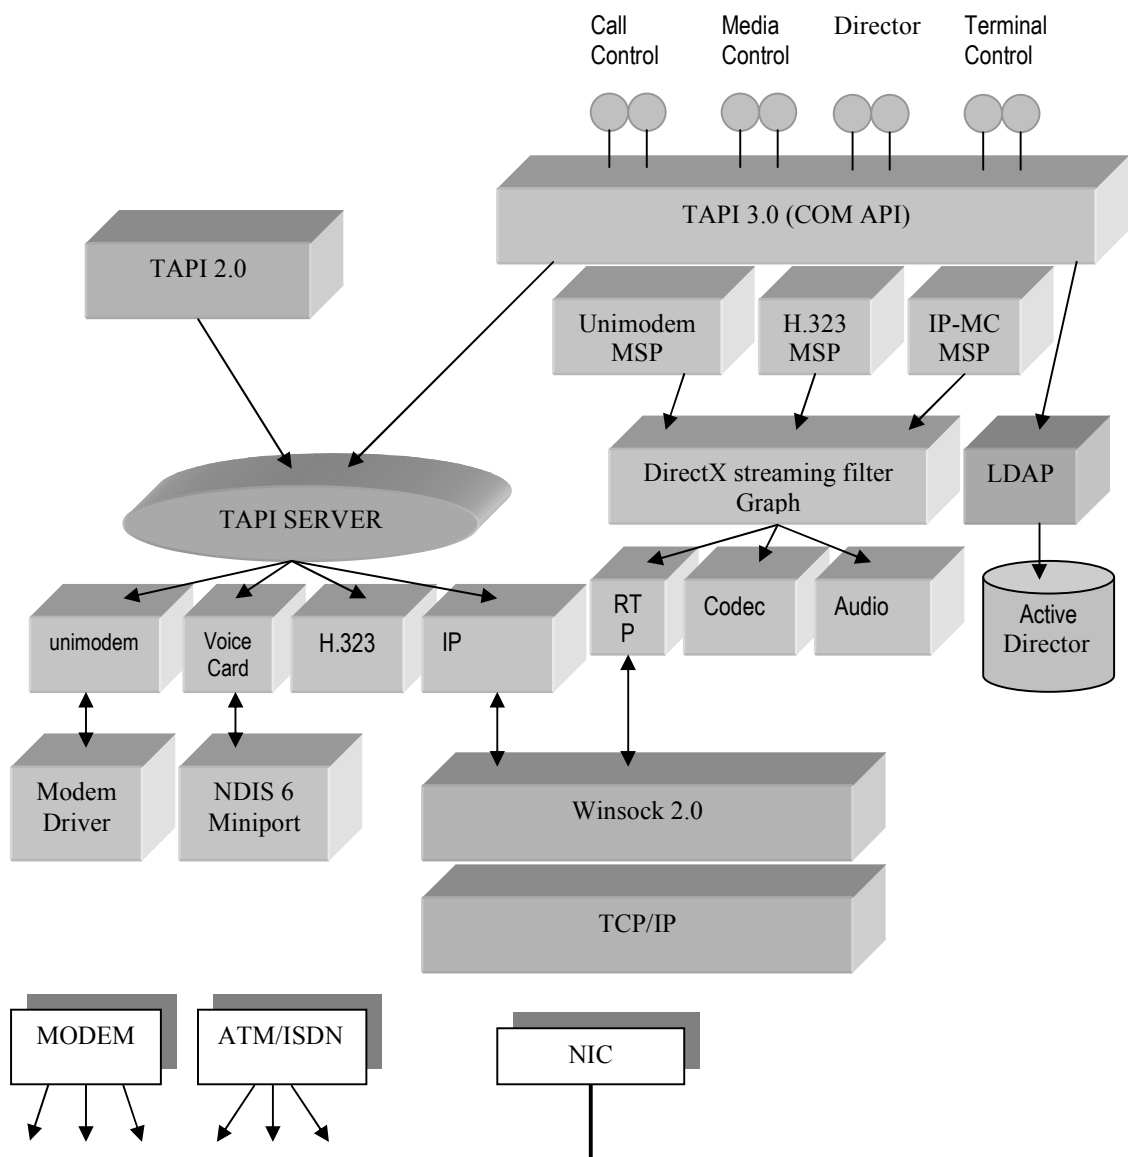 Call
Control
Media
Control
Director
Terminal
Control
TAPI 3.0 (COM API)
TAPI 2.0
Unimodem
MSP
H.323
MSP
IP-MC
MSP
DirectX streaming filter
Graph
LDAP
TAPI SERVER
unimodem
Voice
Card
H.323
IP
RT
P
Codec
Audio
Active
Director
Modem
Driver
NDIS 6
Miniport
Winsock 2.0
TCP/IP
MODEM
ATM/ISDN
NIC